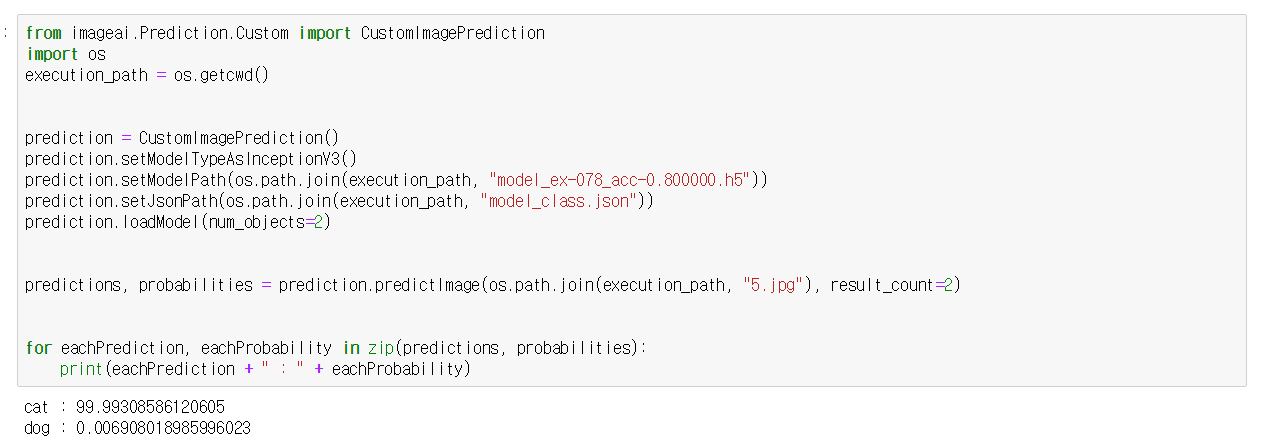 :
from imageai.Prediction.Custom import CustomImagePrediction
import os
execution_path = os.getcwd()
prediction = CustomImagePrediction()
prediction.setModelTypeAsInceptionV3()
prediction.setModelPath(os.path.join(execution_path, "model_ex-078_acc-0.800000.h5"))
prediction.setJsonPath(os.path.join(execution_path, "model_class.json"))
prediction.loadModel(num_objects=2)
predictions, probabilities = prediction.predictImage(os.path.join(execution_path, "5.jpg"), result_count=2)
for eachPrediction, eachProbability in zip(predictions, probabilities):
    print(eachPrediction + " : " + eachProbability)
cat : 99.99308586120605
dog : 0.006908018985996023